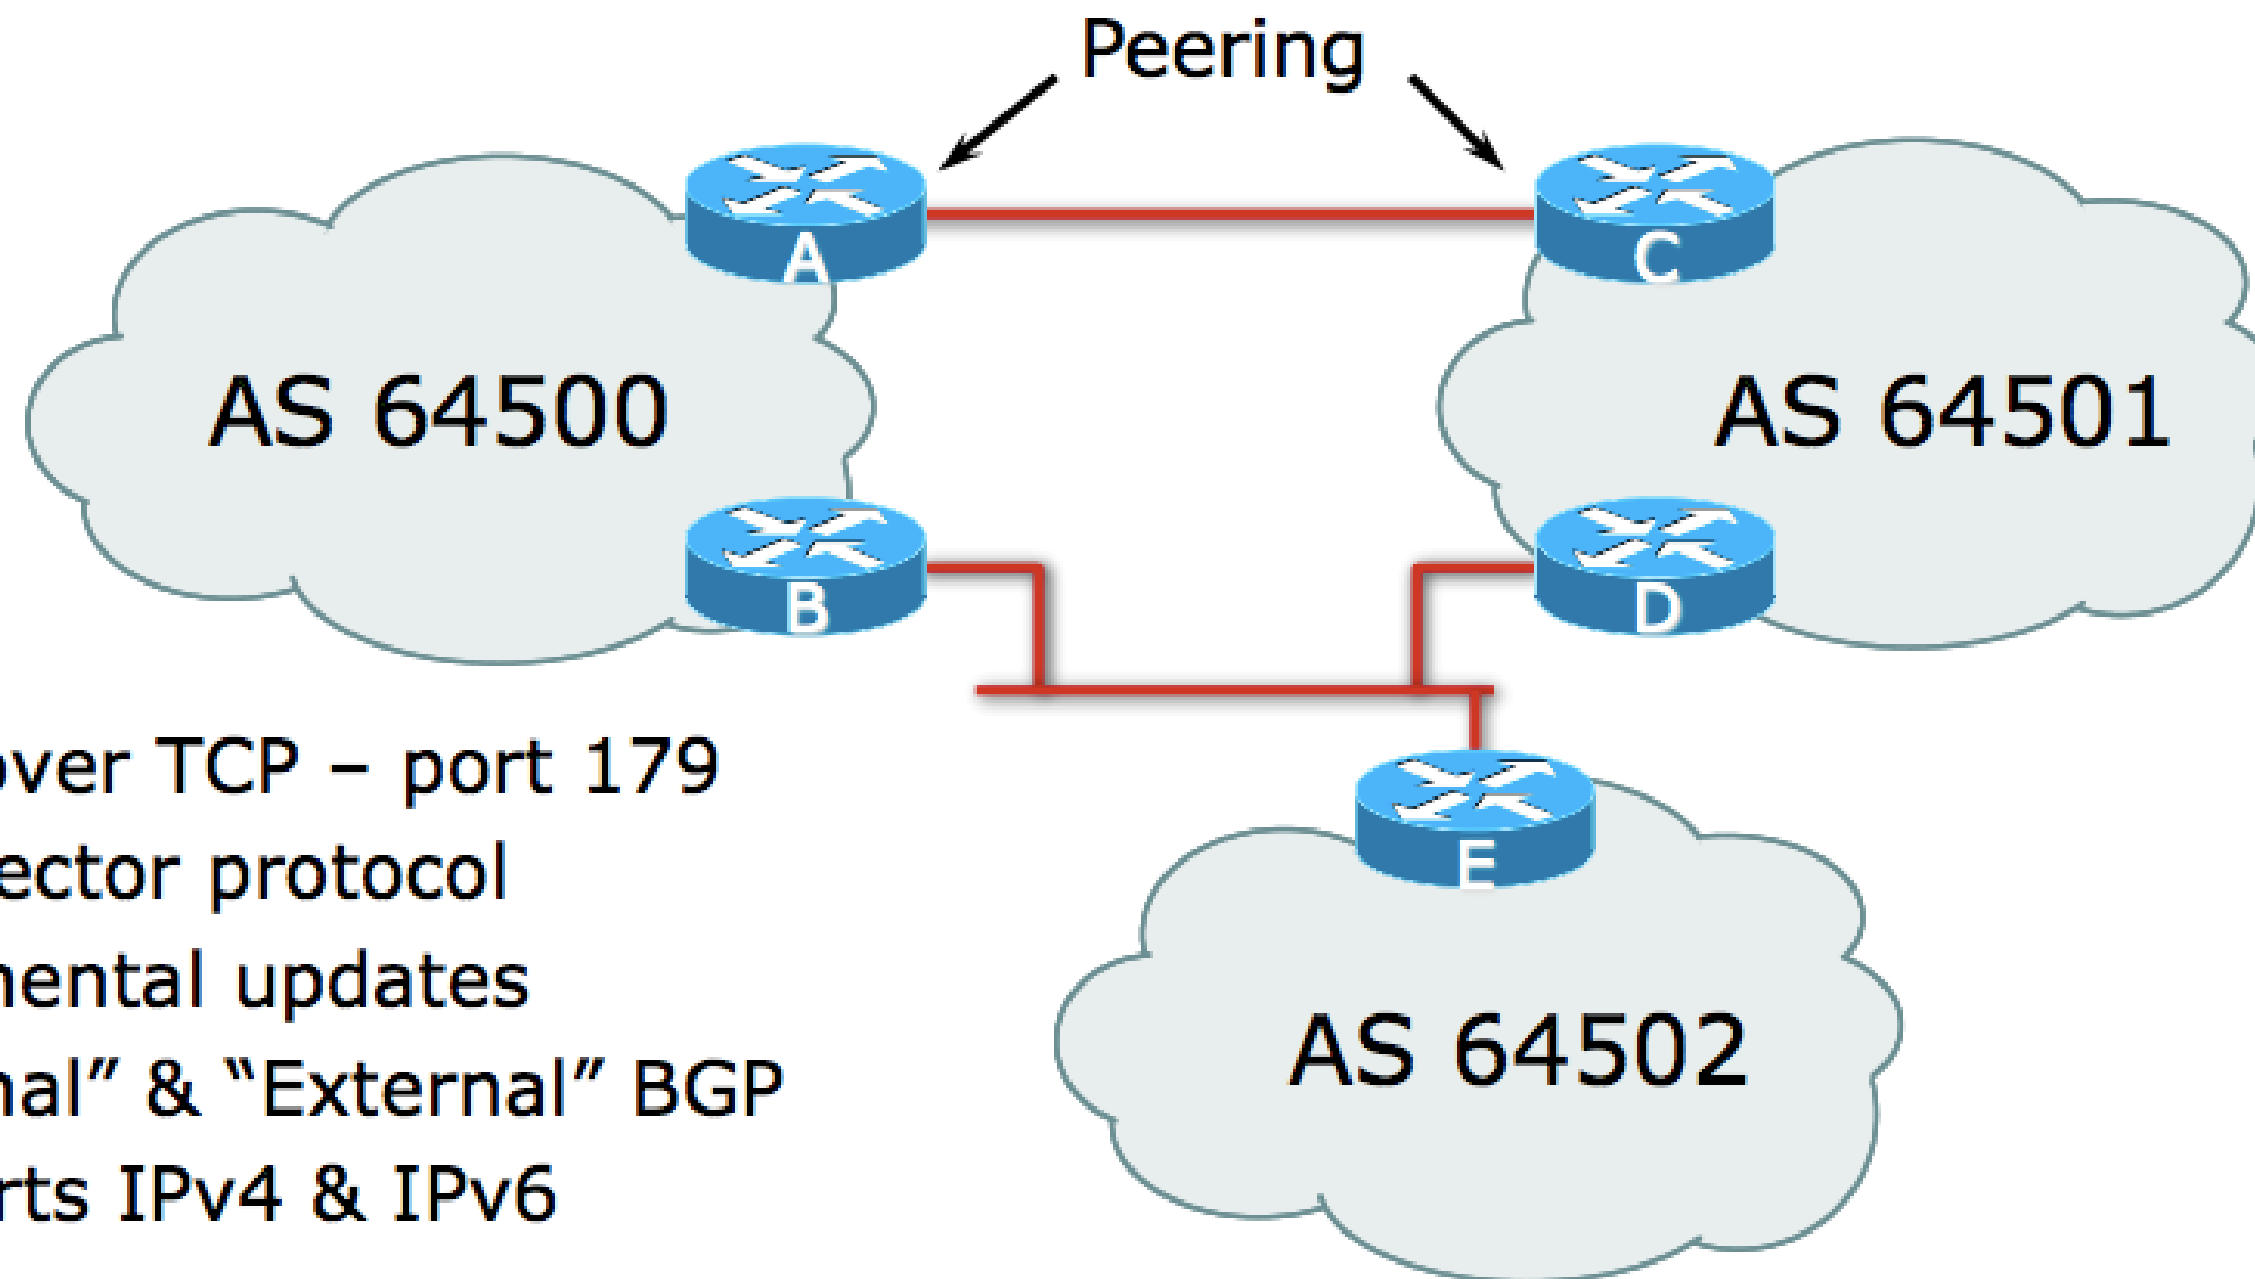 Peering
A
C
AS 64500
AS 64501
B
D
over TCP – port 179
ector protocol
E
mental updates
AS 64502
nal” & “External” BGP
rts IPv4 & IPv6